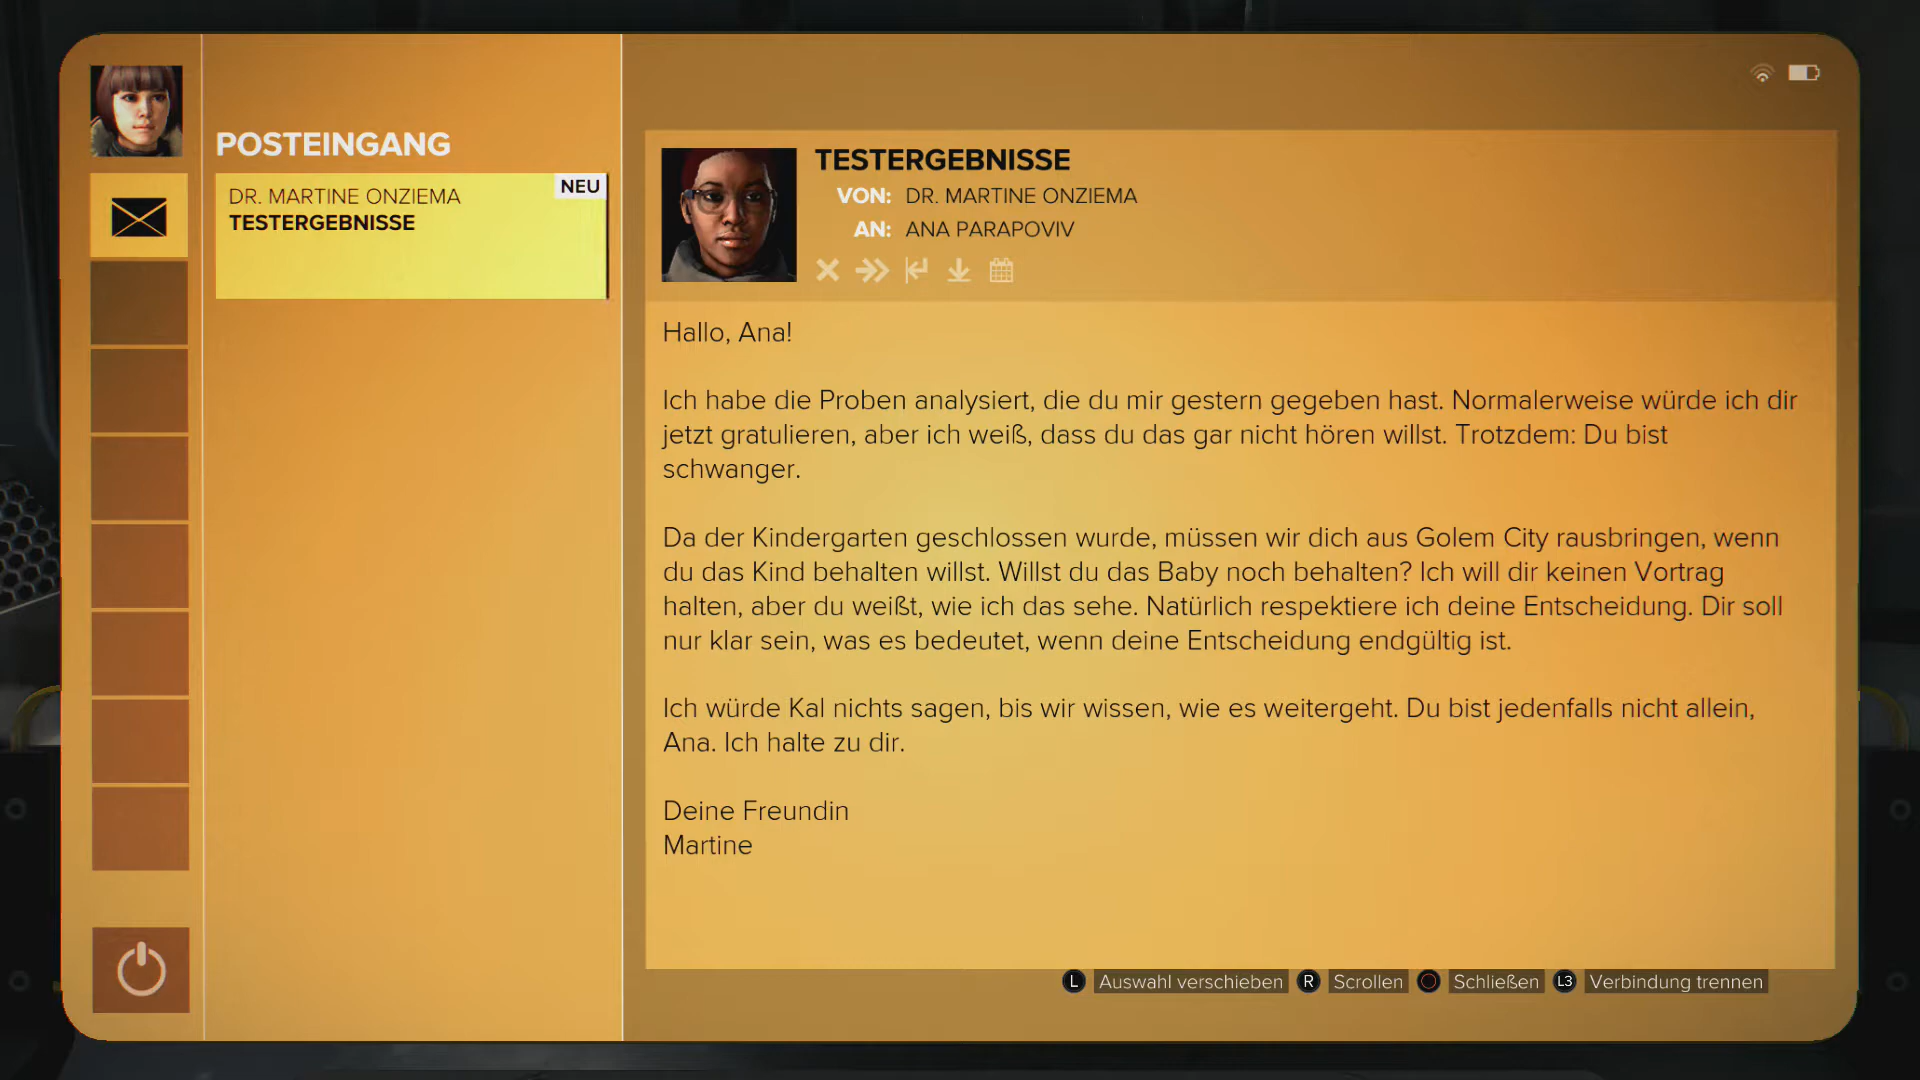 POSTEINGANG
DR. MARTINE ONZIEMA
NEU
TESTERGEBNISSE
TESTERGEBNISSE
VON: DR. MARTINE ONZIEMA
AN: ANA PARAPOVIV
Hallo, Ana!
Ich habe die Proben analysiert, die du mir gestern gegeben hast. Normalerweise würde ich dir
jetzt gratulieren, aber ich weiß, dass du das gar nicht hören willst. Trotzdem: Du bist
schwanger.
Da der Kindergarten geschlossen wurde, müssen wir dich aus Golem City rausbringen, wenn
du das Kind behalten willst. Willst du das Baby noch behalten? Ich will dir keinen Vortrag
halten, aber du weißt, wie ich das sehe. Natürlich respektiere ich deine Entscheidung. Dir soll
nur klar sein, was es bedeutet, wenn deine Entscheidung endgültig ist.
Ich würde Kal nichts sagen, bis wir wissen, wie es weitergeht. Du bist jedenfalls nicht allein,
Ana. Ich halte zu dir.
Deine Freundin
Martine
L Auswahl verschieben R Scrollen Schließen L3 Verbindung trennen